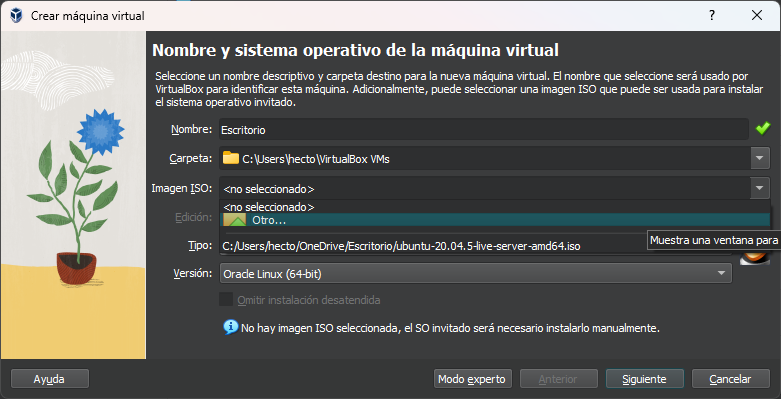 Crear máquina virtual
Nombre y sistema operativo de la máquina virtual
Seleccione un nombre descriptivo y carpeta destino para la nueva máquina virtual. El nombre que seleccione será usado por
VirtualBox para identificar esta máquina. Adicionalmente, puede seleccionar una imagen ISO que puede ser usada para instalar
el sistema operativo invitado.
Nombre: Escritorio
Carpeta: C:\Users\hecto\VirtualBox VMs
Imagen ISO: <no seleccionado>
<no seleccionado>
Edición: Otro...
Tipo: C:/Users/hecto/OneDrive/Escritorio/ubuntu-20.04.5-live-server-amd64.iso
Muestra una ventana para
Versión: Oracle Linux (64-bit)
Omitir instalación desatendida
No hay imagen ISO seleccionada, el SO invitado será necesario instalarlo manualmente.
Ayuda Modo experto Anterior Siguiente Cancelar